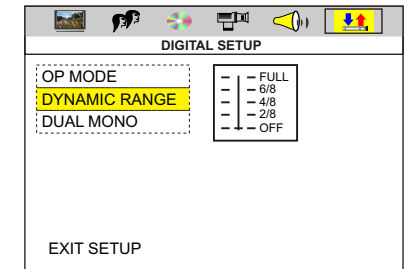 DIGITAL SETUP
OP MODE
DYNAMIC RANGE
DUAL MONO
FULL
6/8
4/8
2/8
OFF
EXIT SETUP